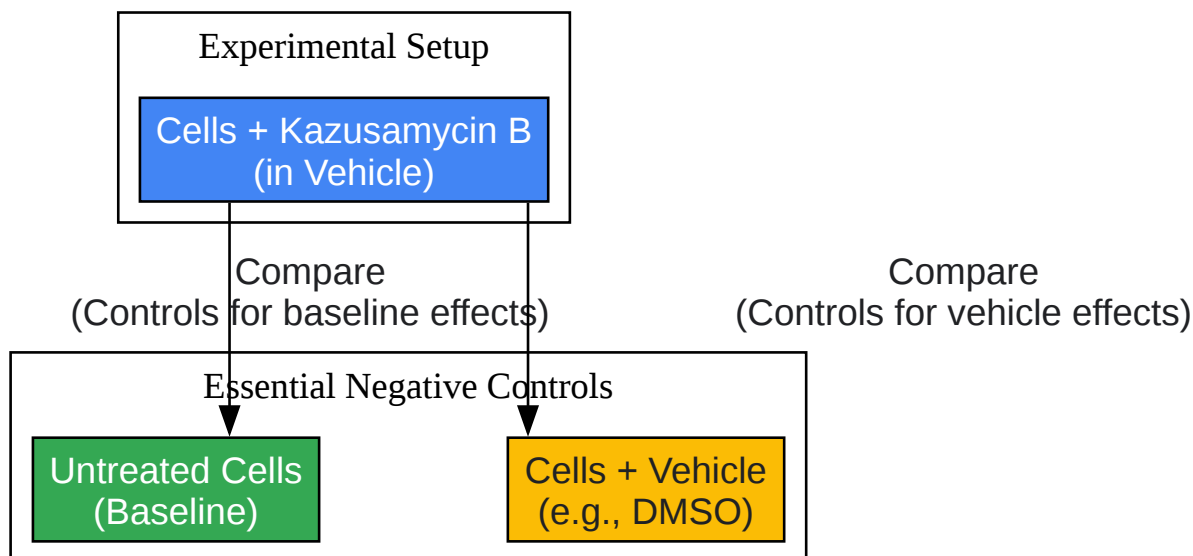 Experimental Setup
Cells + Kazusamycin B
(in Vehicle)
Compare
(Controls for baseline effects)
Compare
(Controls for vehicle effects)
Essential Negative Controls
Untreated Cells
(Baseline)
Cells + Vehicle
(e.g., DMSO)